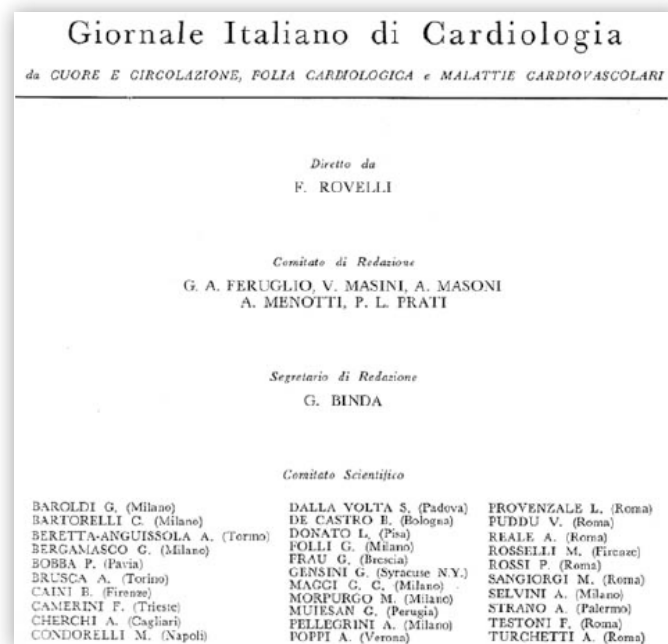 Giornale Italiano di Cardiologia
da CUORE E CIRCOLAZIONE, FOLIA CARDIOLOGICA e MALATTIE CARDIOVASCOLARI
Diretto da
F. ROVELLI
Comitato di Redazione
G. A. FERUGLIO, V. MASINI, A. MASONI
A. MENOTTI, P. L. PRATI
Segretario di Redazione
G. BINDA
Comitato Scientifico
BAROLDI G. (Milano)
BARTORELLI C. (Milano)
BERETTA-ANGUISSOLA A. (Torino)
BERGAMASCO G. (Milano)
BOBBA P. (Pavia)
BRUSCA A. (Torino)
CAINI B. (Firenze)
CAMERINI F. (Trieste)
CHERCHI A. (Cagliari)
CONDORELLI M. (Napoli)
DALLA VOLTA S. (Padova)
DE CASTRO B. (Bologna)
DONATO L. (Pisa)
FOLLI G. (Milano)
FRAU G. (Brescia)
GENSINI G. (Syracuse N.Y.)
MAGGI G. C. (Milano)
MORPURGO M. (Milano)
MUIESAN G. (Perugia)
PELLEGRINI A. (Milano)
POPPI A. (Verona)
PROVENZALE L. (Roma)
PUDDU V. (Roma)
REALE A. (Roma)
ROSSELLI M. (Firenze)
ROSSI P. (Roma)
SANGIORGI M. (Roma)
SELVINI A. (Milano)
STRANO A. (Palermo)
TESTONI F. (Roma)
TURCHETTI A. (Roma)